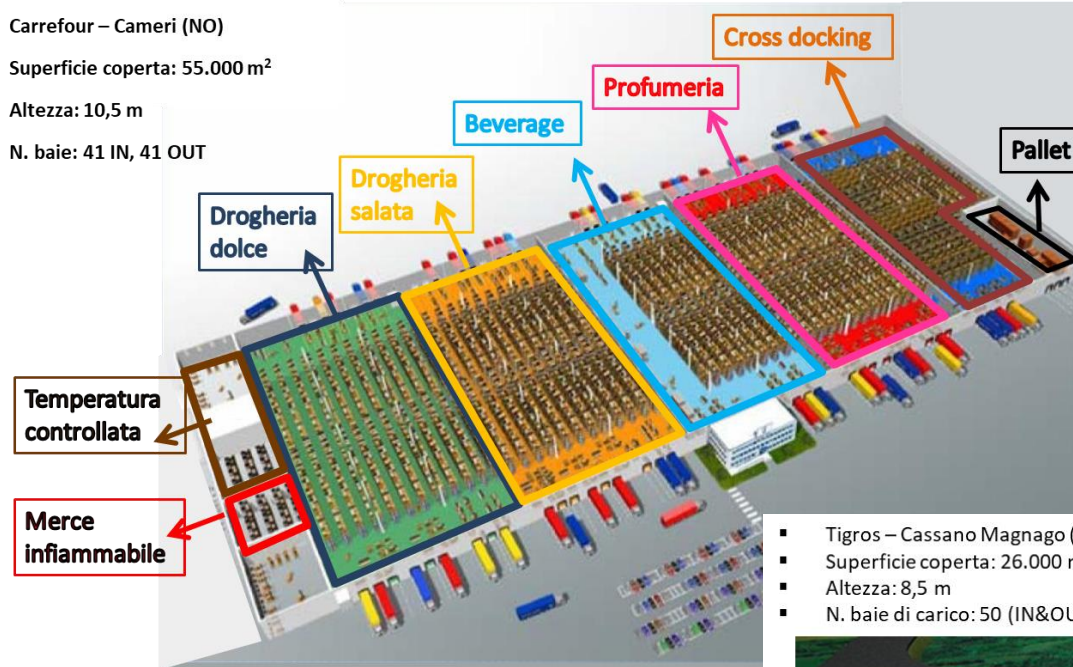 Carrefour – Cameri (NO)
Superficie coperta: 55.000 m²
Altezza: 10,5 m
N. baie: 41 IN, 41 OUT
Cross docking
Profumeria
Beverage
Pallet
Drogheria
salata
Drogheria
dolce
Temperatura
controllata
Merce
infiammabile
▪ Tigros – Cassano Magnago (
▪ Superficie coperta: 26.000 m
▪ Altezza: 8,5 m
▪ N. baie di carico: 50 (IN&OU